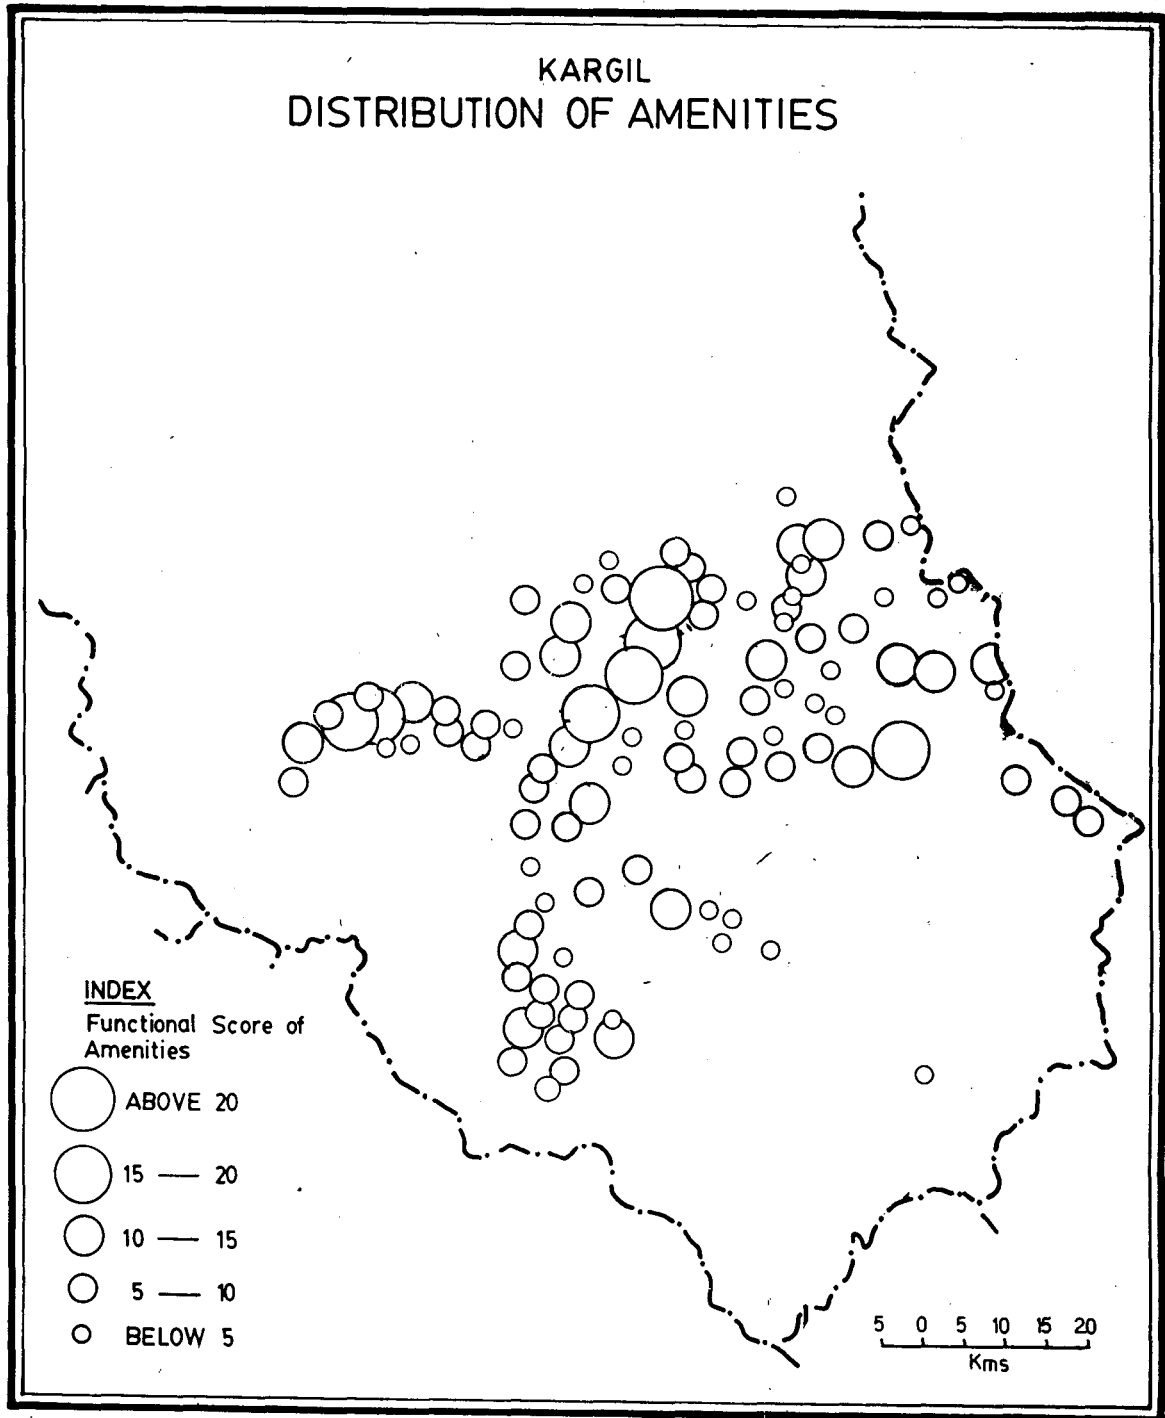 KARGIL
DISTRIBUTION OF AMENITIES
INDEX
Functional Score of
Amenities
ABOVE 20
15 — 20
10 — 15
5 — 10
BELOW 5
5 0 5 10 15 20
Kms